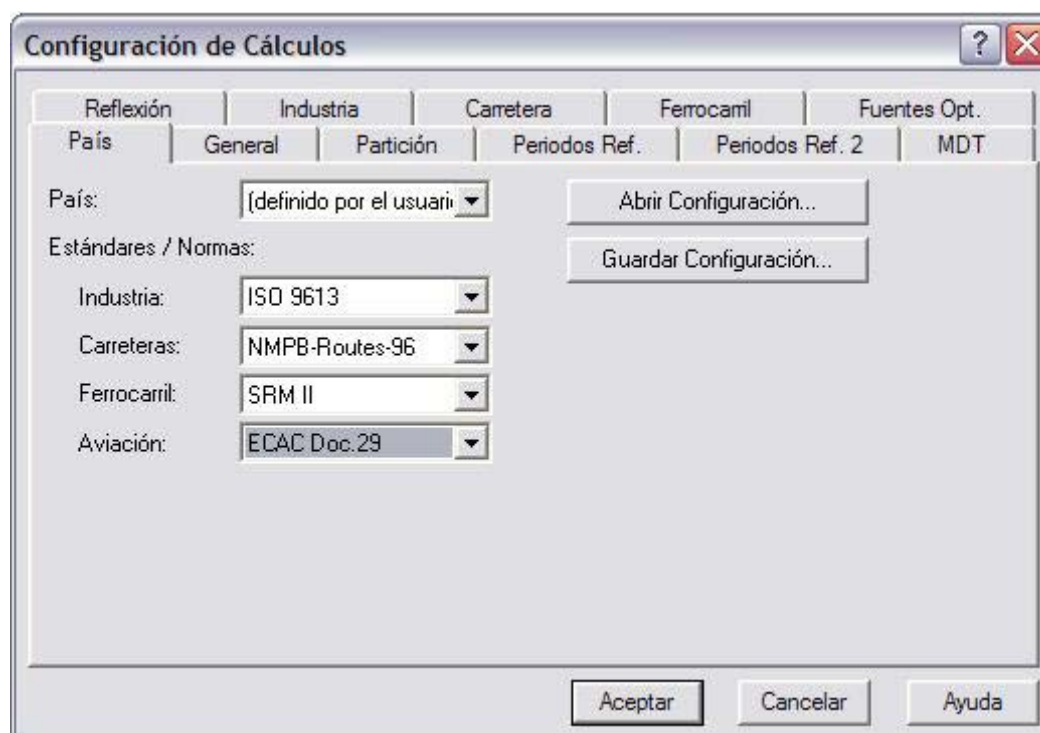 Configuración de Cálculos
Reflexión Industria Carretera Ferrocarril Fuentes Opt.
País General Partición Periodos Ref. Periodos Ref. 2 MDT
País: (definido por el usuari Abrir Configuración...
Estándares / Normas: Guardar Configuración...
Industria: ISO 9613
Carreteras: NMPB-Routes-96
Ferrocarril: SRM II
Aviación: ECAC Doc.29
Aceptar Cancelar Ayuda